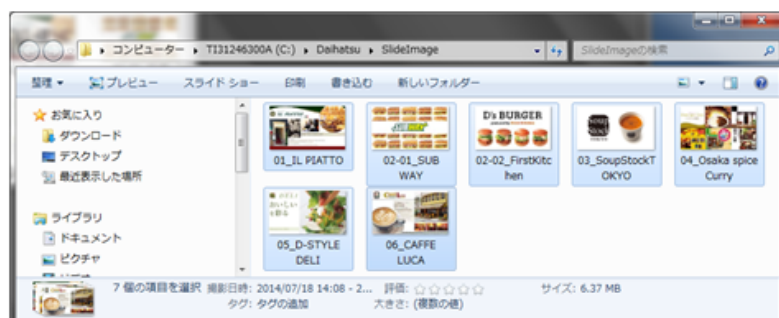 コンピューター ▸ TI31246300A (C:) ▸ Daihatsu ▸ SlideImage
SlideImageの検索
整理 プレビュー スライド ショー 印刷 書き込む 新しいフォルダー
お気に入り
ダウンロード
デスクトップ
最近表示した場所
ライブラリ
ドキュメント
ピクチャ
SUBWAY
D's BURGER
Soup Stock TOKYO
01_IL PIATTO
02-01_SUB
WAY
02-02_FirstKitc
hen
03_SoupStockT
OKYO
04_Osaka spice
Curry
05_D-STYLE
DELI
06_CAFFE
LUCA
7 個の項目を選択 撮影日時: 2014/07/18 14:08 - 2... 評価: ☆☆☆☆☆ サイズ: 6.37 MB
タグ: タグの追加 大きさ: (複数の値)